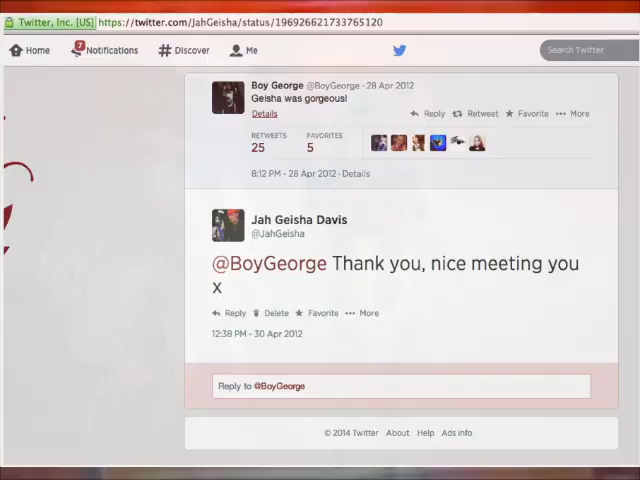 Twitter, Inc. [US] https://twitter.com/JahGeisha/status/196926621733765120
Home 7 Notifications # Discover Me Search Twitter
Boy George @BoyGeorge · 28 Apr 2012
Geisha was gorgeous!
Details
Reply Retweet Favorite ••• More
RETWEETS FAVORITES
25 5
8:12 PM - 28 Apr 2012 · Details
Jah Geisha Davis
@JahGeisha
@BoyGeorge Thank you, nice meeting you
x
Reply Delete Favorite ••• More
12:38 PM - 30 Apr 2012
Reply to @BoyGeorge
© 2014 Twitter About Help Ads info